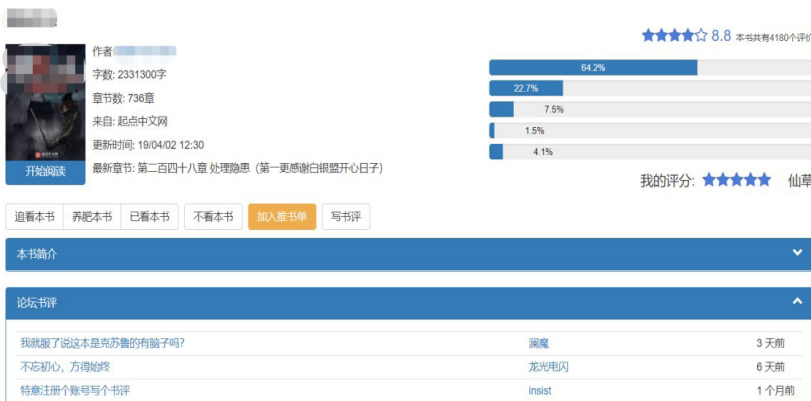 8.8 本书共有4180个评价
作者
字数: 2331300字
章节数: 736章
来自: 起点中文网
更新时间: 19/04/02 12:30
最新章节: 第二百四十八章 处理隐患（第一更感谢白银盟开心日子）
开始阅读
64.2%
22.7%
7.5%
1.5%
4.1%
我的评分: 仙草
追看本书 养肥本书 已看本书 不看本书 加入推书单 写书评
本书简介
论坛书评
我就服了说这本是克苏鲁的有脑子吗? 澜魔 3 天前
不忘初心，方得始终 龙光电闪 6 天前
特意注册个账号写个书评 insist 1 个月前